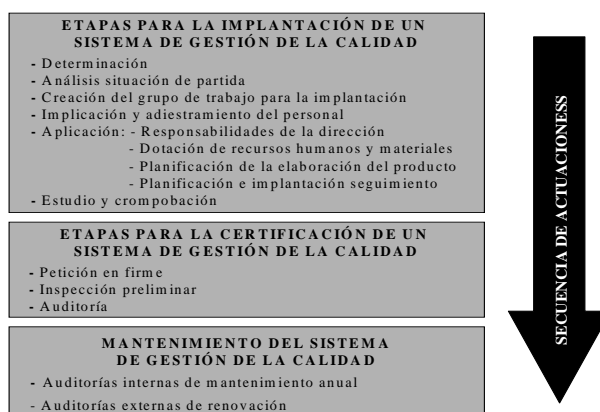 ETAPAS PARA LA IMPLANTACIÓN DE UN
SISTEMA DE GESTIÓN DE LA CALIDAD
- Determinación
- Análisis situación de partida
- Creación del grupo de trabajo para la implantación
- Implicación y adiestramiento del personal
- Aplicación: - Responsabilidades de la dirección
- Dotación de recursos humanos y materiales
- Planificación de la elaboración del producto
- Planificación e implantación seguimiento
- Estudio y crompobación
ETAPAS PARA LA CERTIFICACIÓN DE UN
SISTEMA DE GESTIÓN DE LA CALIDAD
- Petición en firme
- Inspección preliminar
- Auditoría
MANTENIMIENTO DEL SISTEMA
DE GESTIÓN DE LA CALIDAD
- Auditorías internas de mantenimiento anual
- Auditorías externas de renovación
SECUENCIA DE ACTUACIONESS